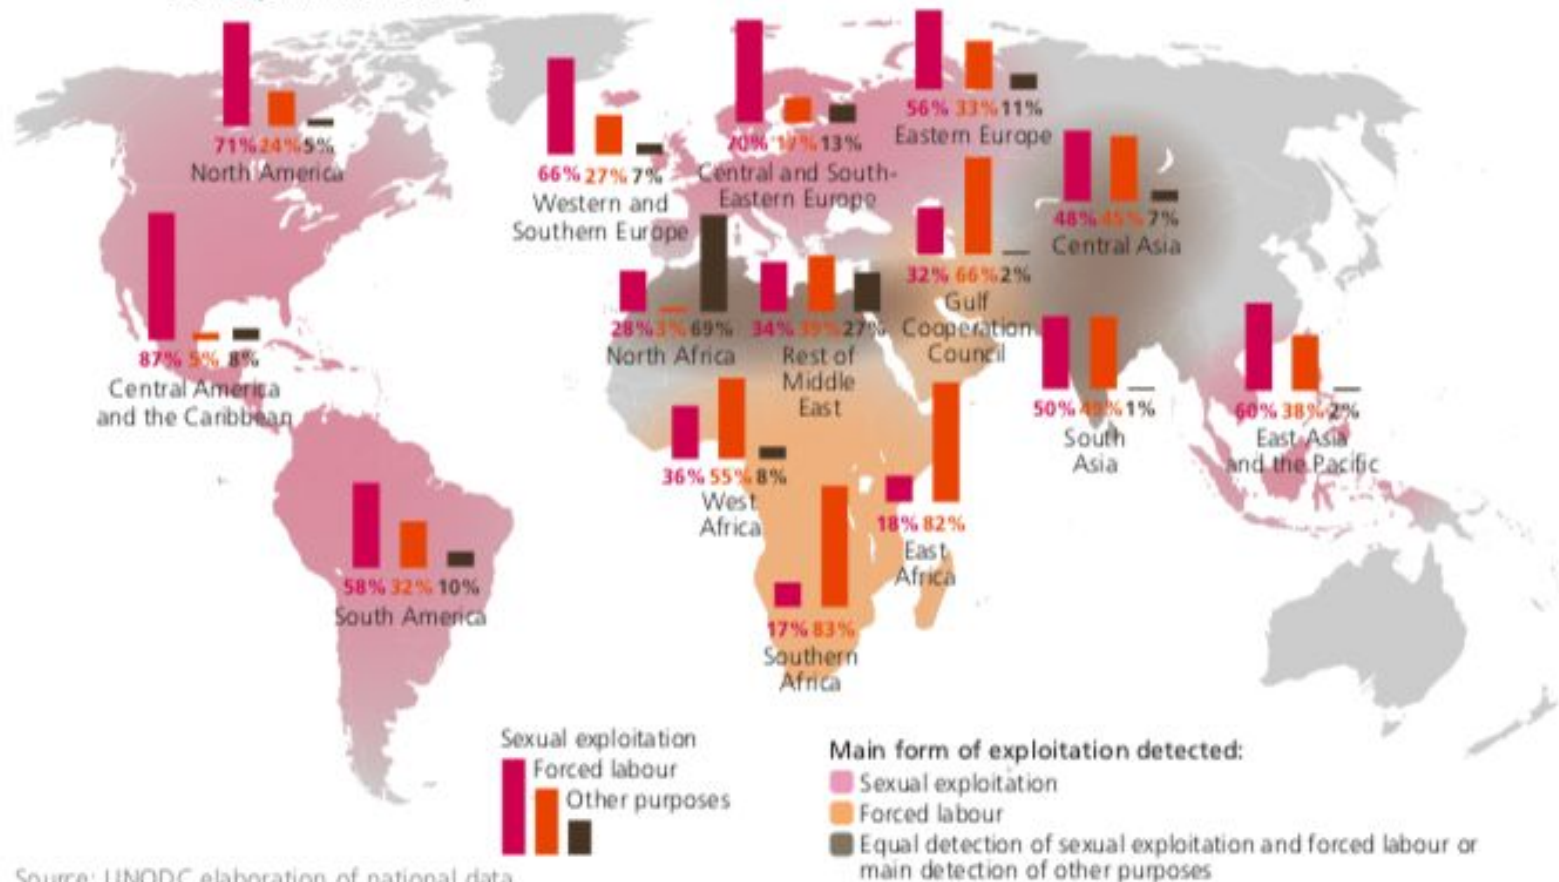 71% 24% 5%
North America
66% 27% 7%
Western and
Southern Europe
70% 17% 13%
Central and South-
Eastern Europe
56% 33% 11%
Eastern Europe
48% 45% 7%
Central Asia
87% 5% 8%
Central America
and the Caribbean
28% 3% 69%
North Africa
34% 39% 27%
Rest of
Middle
East
32% 66% 2%
Gulf
Cooperation
Council
50% 49% 1%
South
Asia
60% 38% 2%
East Asia
and the Pacific
36% 55% 8%
West
Africa
18% 82%
East
Africa
58% 32% 10%
South America
17% 83%
Southern
Africa
Sexual exploitation
Forced labour
Other purposes
Main form of exploitation detected:
Sexual exploitation
Forced labour
Equal detection of sexual exploitation and forced labour or
main detection of other purposes
Source: UNODC elaboration of national data